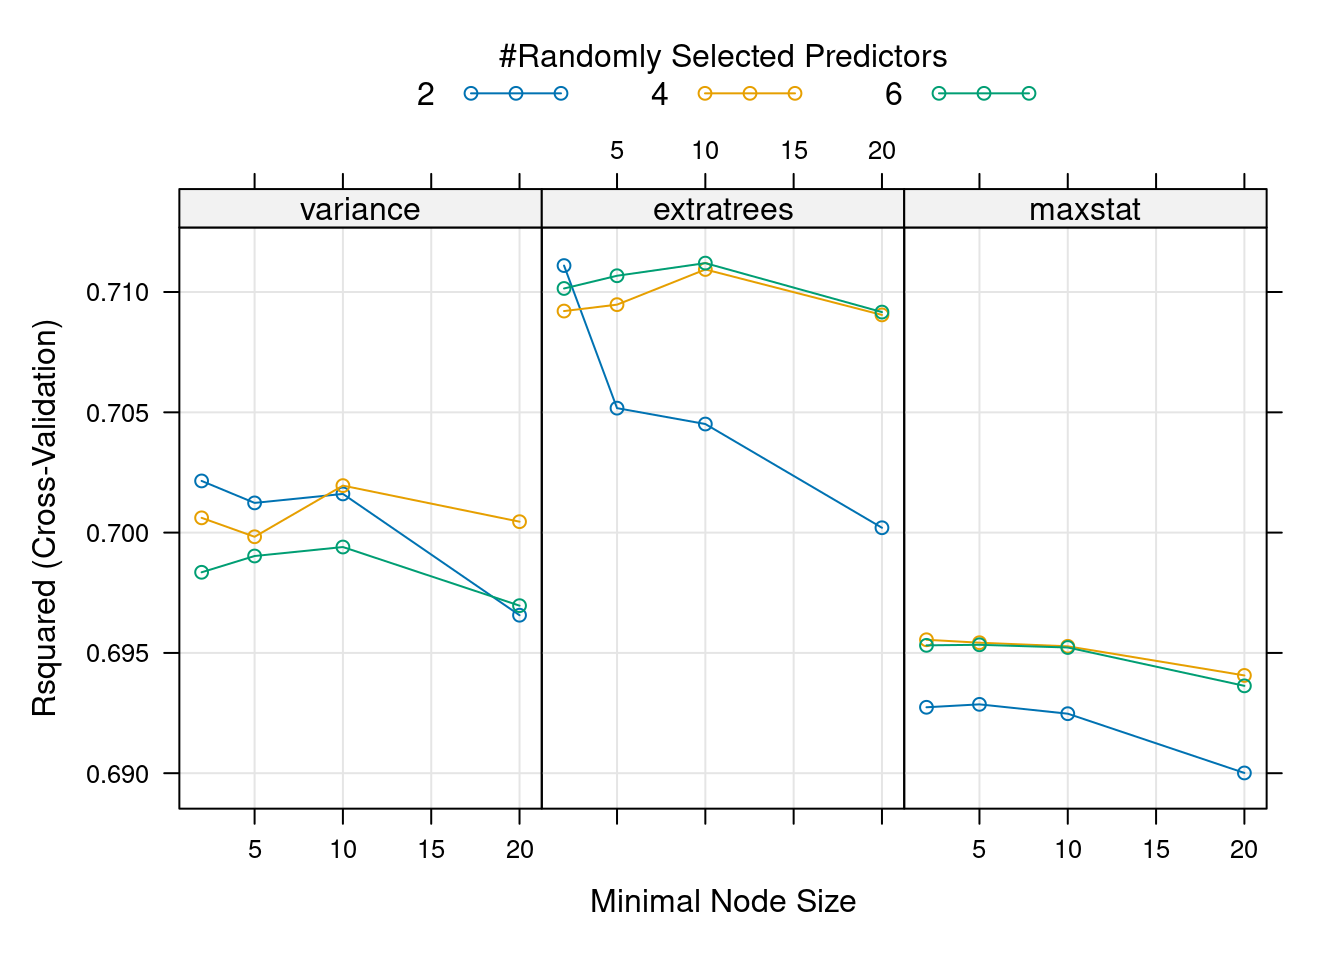 #Randomly Selected Predictors
2 4 6
5 10 15 20
variance extratrees maxstat
0.710
0.705
0.700
0.695
0.690
Rsquared (Cross-Validation)
5 10 15 20 5 10 15 20
Minimal Node Size